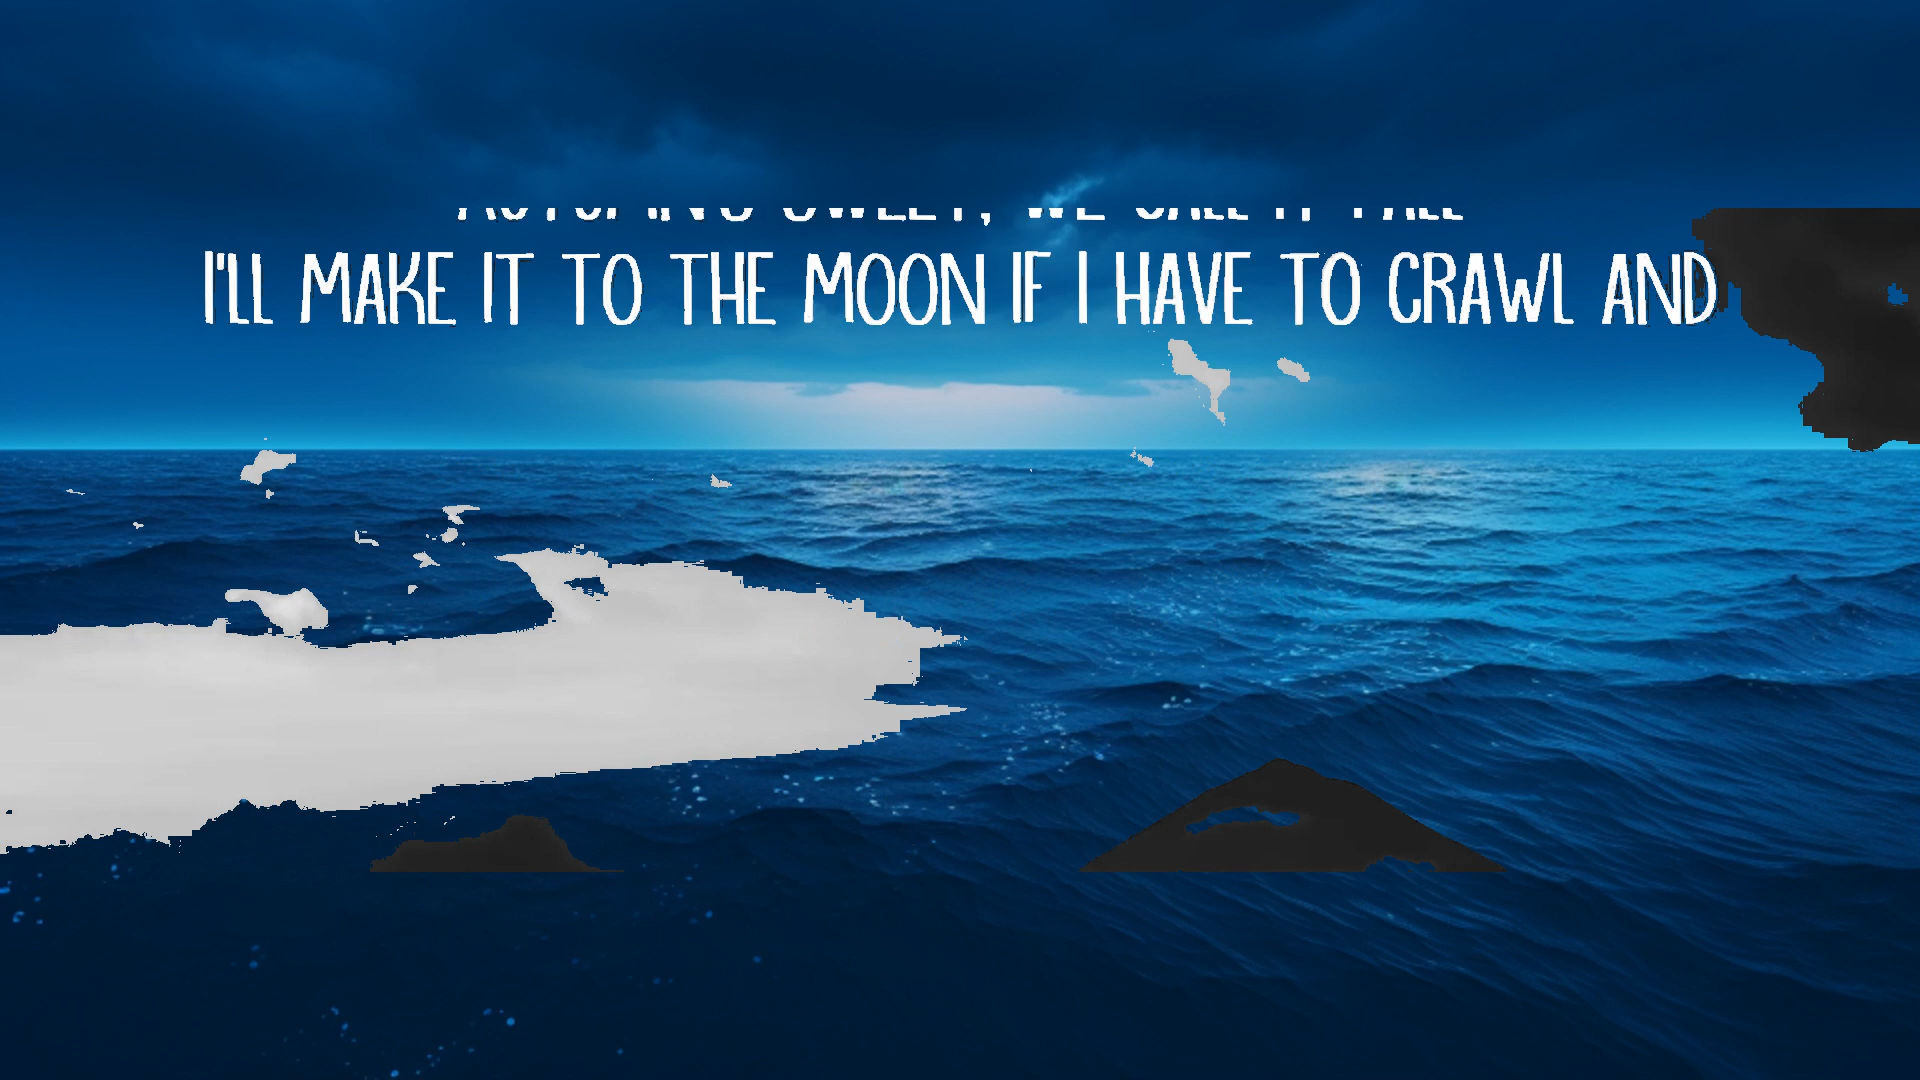 I'LL MAKE IT TO THE MOON IF I HAVE TO CRAWL AND